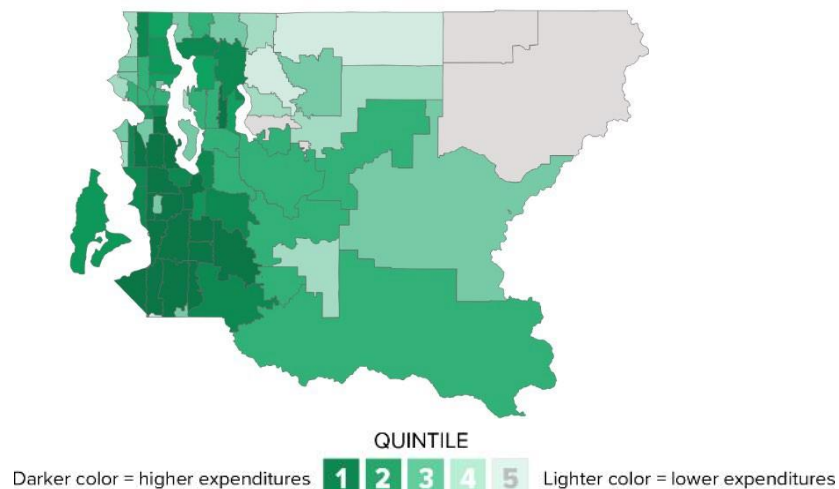 QUINTILE
Darker color = higher expenditures 1 2 3 4 5 Lighter color = lower expenditures